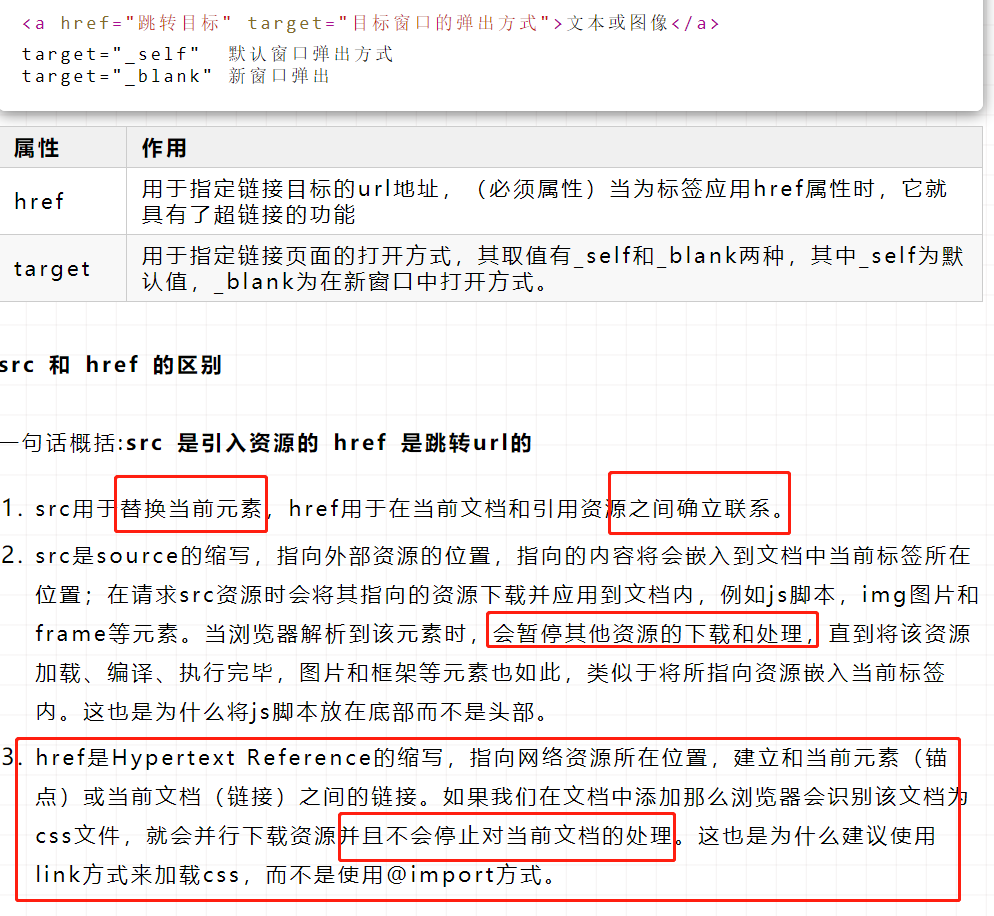 <a href="跳转目标" target="目标窗口的弹出方式">文本或图像</a>
target="_self" 默认窗口弹出方式
target="_blank" 新窗口弹出
属性 作用
href 用于指定链接目标的url地址，（必须属性）当为标签应用href属性时，它就
具有了超链接的功能
target 用于指定链接页面的打开方式，其取值有_self和_blank两种，其中_self为默
认值，_blank为在新窗口中打开方式。
src 和 href 的区别
一句话概括:src 是引入资源的 href 是跳转url的
1. src用于替换当前元素，href用于在当前文档和引用资源之间确立联系。
2. src是source的缩写，指向外部资源的位置，指向的内容将会嵌入到文档中当前标签所在
位置；在请求src资源时会将其指向的资源下载并应用到文档内，例如js脚本，img图片和
frame等元素。当浏览器解析到该元素时，会暂停其他资源的下载和处理，直到将该资源
加载、编译、执行完毕，图片和框架等元素也如此，类似于将所指向资源嵌入当前标签
内。这也是为什么将js脚本放在底部而不是头部。
3. href是Hypertext Reference的缩写，指向网络资源所在位置，建立和当前元素（锚
点）或当前文档（链接）之间的链接。如果我们在文档中添加那么浏览器会识别该文档为
css文件，就会并行下载资源并且不会停止对当前文档的处理。这也是为什么建议使用
link方式来加载css，而不是使用@import方式。